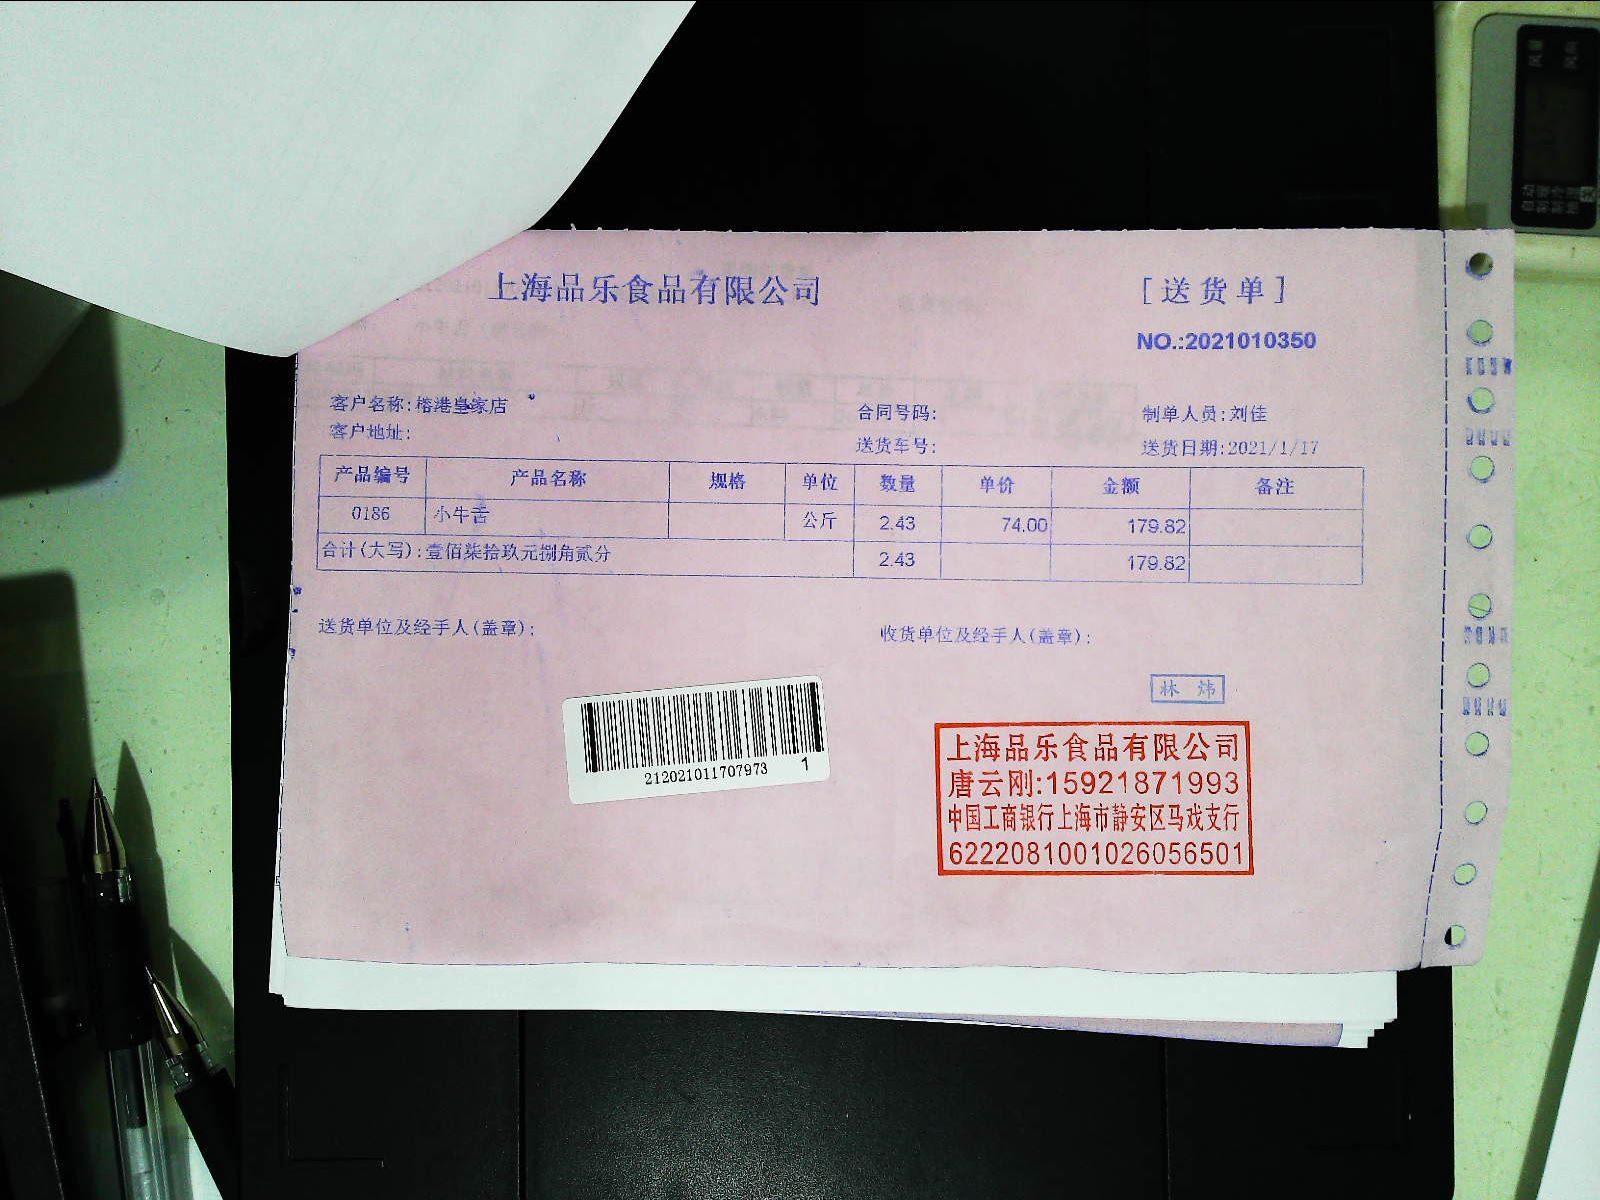 上海品乐食品有限公司
[送货单]
NO.:2021010350
客户名称:榕港皇家店
合同号码:
制单人员:刘佳
客户地址:
送货车号:
送货日期:2021/1/17
产品编号 产品名称 规格 单位 数量 单价 金额 备注
0186 小牛舌 公斤 2.43 74.00 179.82
合计(大写):壹佰柒拾玖元捌角贰分 2.43 179.82
送货单位及经手人(盖章):
收货单位及经手人(盖章):
林 炜
212021011707973 1
上海品乐食品有限公司
唐云刚:15921871993
中国工商银行上海市静安区马戏支行
6222081001026056501